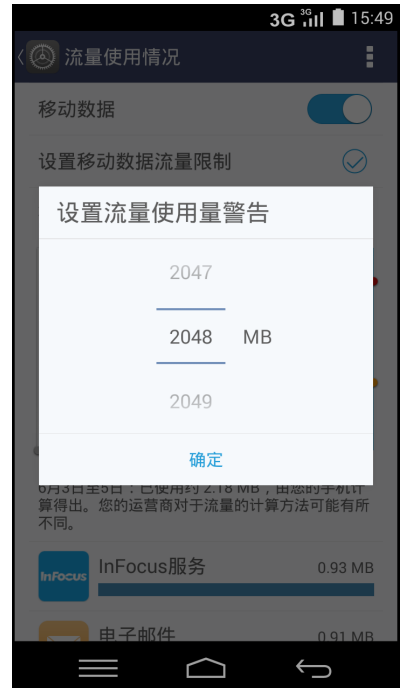 3G 3G 15:49
流量使用情况
移动数据
设置移动数据流量限制
设置流量使用量警告
2047
2048 MB
2049
确定
6月3日至5日：已使用约 2.18 MB，由您的手机计
算得出。您的运营商对于流量的计算方法可能有所
不同。
InFocus InFocus服务 0.93 MB
电子邮件 0.91 MB